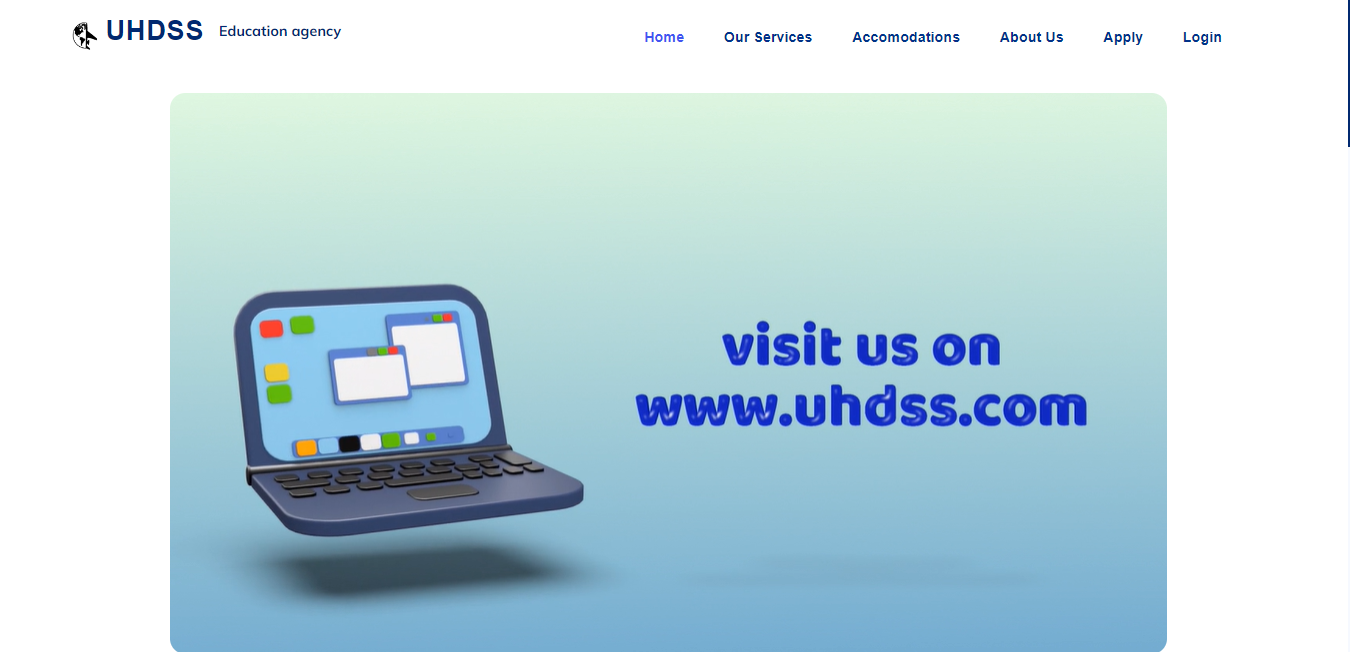 UHDSS Education agency
Home Our Services Accomodations About Us Apply Login
visit us on
www.uhdss.com